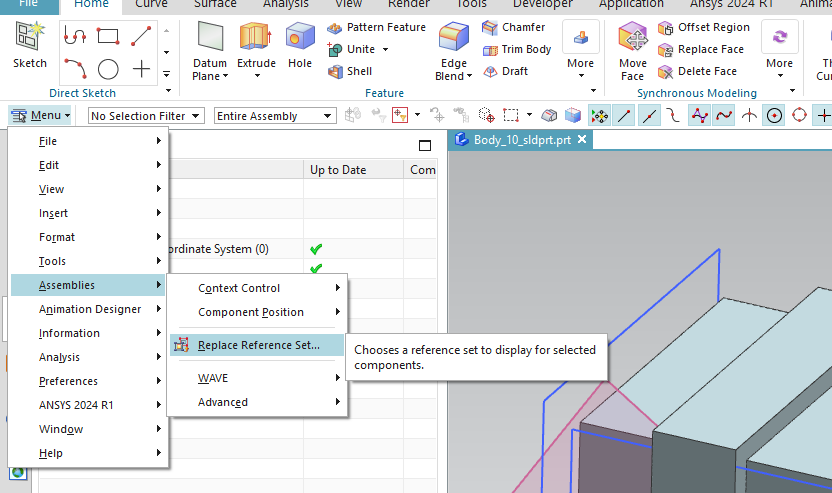 File
Home
Curve
Surface
Analysis
View
Render
Tools
Developer
Application
Ansys 2024 R1
Sketch
Direct Sketch
Datum
Plane
Extrude
Hole
Pattern Feature
Unite
Shell
Edge
Blend
Chamfer
Trim Body
Draft
More
Feature
Move
Face
Offset Region
Replace Face
Delete Face
More
Synchronous Modeling
Menu
No Selection Filter
Entire Assembly
Body_10_sldprt.prt
Up to Date
Com
ordinate System (0)
File
Edit
View
Insert
Format
Tools
Assemblies
Animation Designer
Information
Analysis
Preferences
ANSYS 2024 R1
Window
Help
Context Control
Component Position
Replace Reference Set...
WAVE
Advanced
Chooses a reference set to display for selected
components.